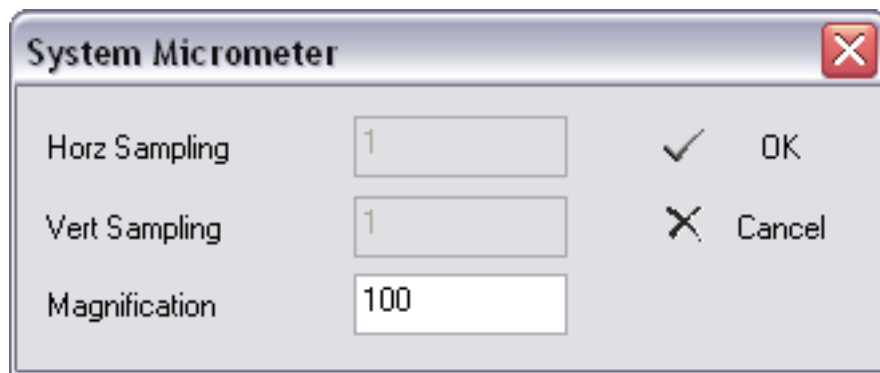 System Micrometer
Horz Sampling 1 OK
Vert Sampling 1 Cancel
Magnification 100